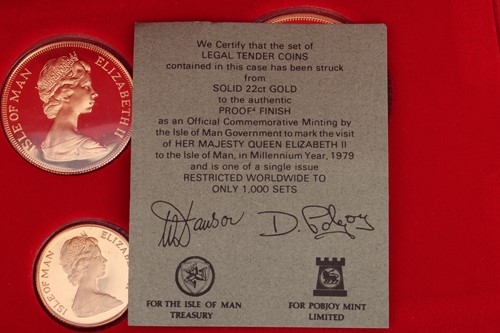 We Certify that the set of
LEGAL TENDER COINS
contained in this case has been struck
from
SOLID 22ct GOLD
to the authentic
PROOF⁴ FINISH
as an Official Commemorative Minting by
the Isle of Man Government to mark the visit
of HER MAJESTY QUEEN ELIZABETH II
to the Isle of Man, in Millennium Year, 1979
and is one of a single issue
RESTRICTED WORLDWIDE TO
ONLY 1,000 SETS
D. Pobjoy
FOR THE ISLE OF MAN
TREASURY
FOR POBJOY MINT
LIMITED
ISLE OF MAN
ELIZABETH II
ISLE OF MAN